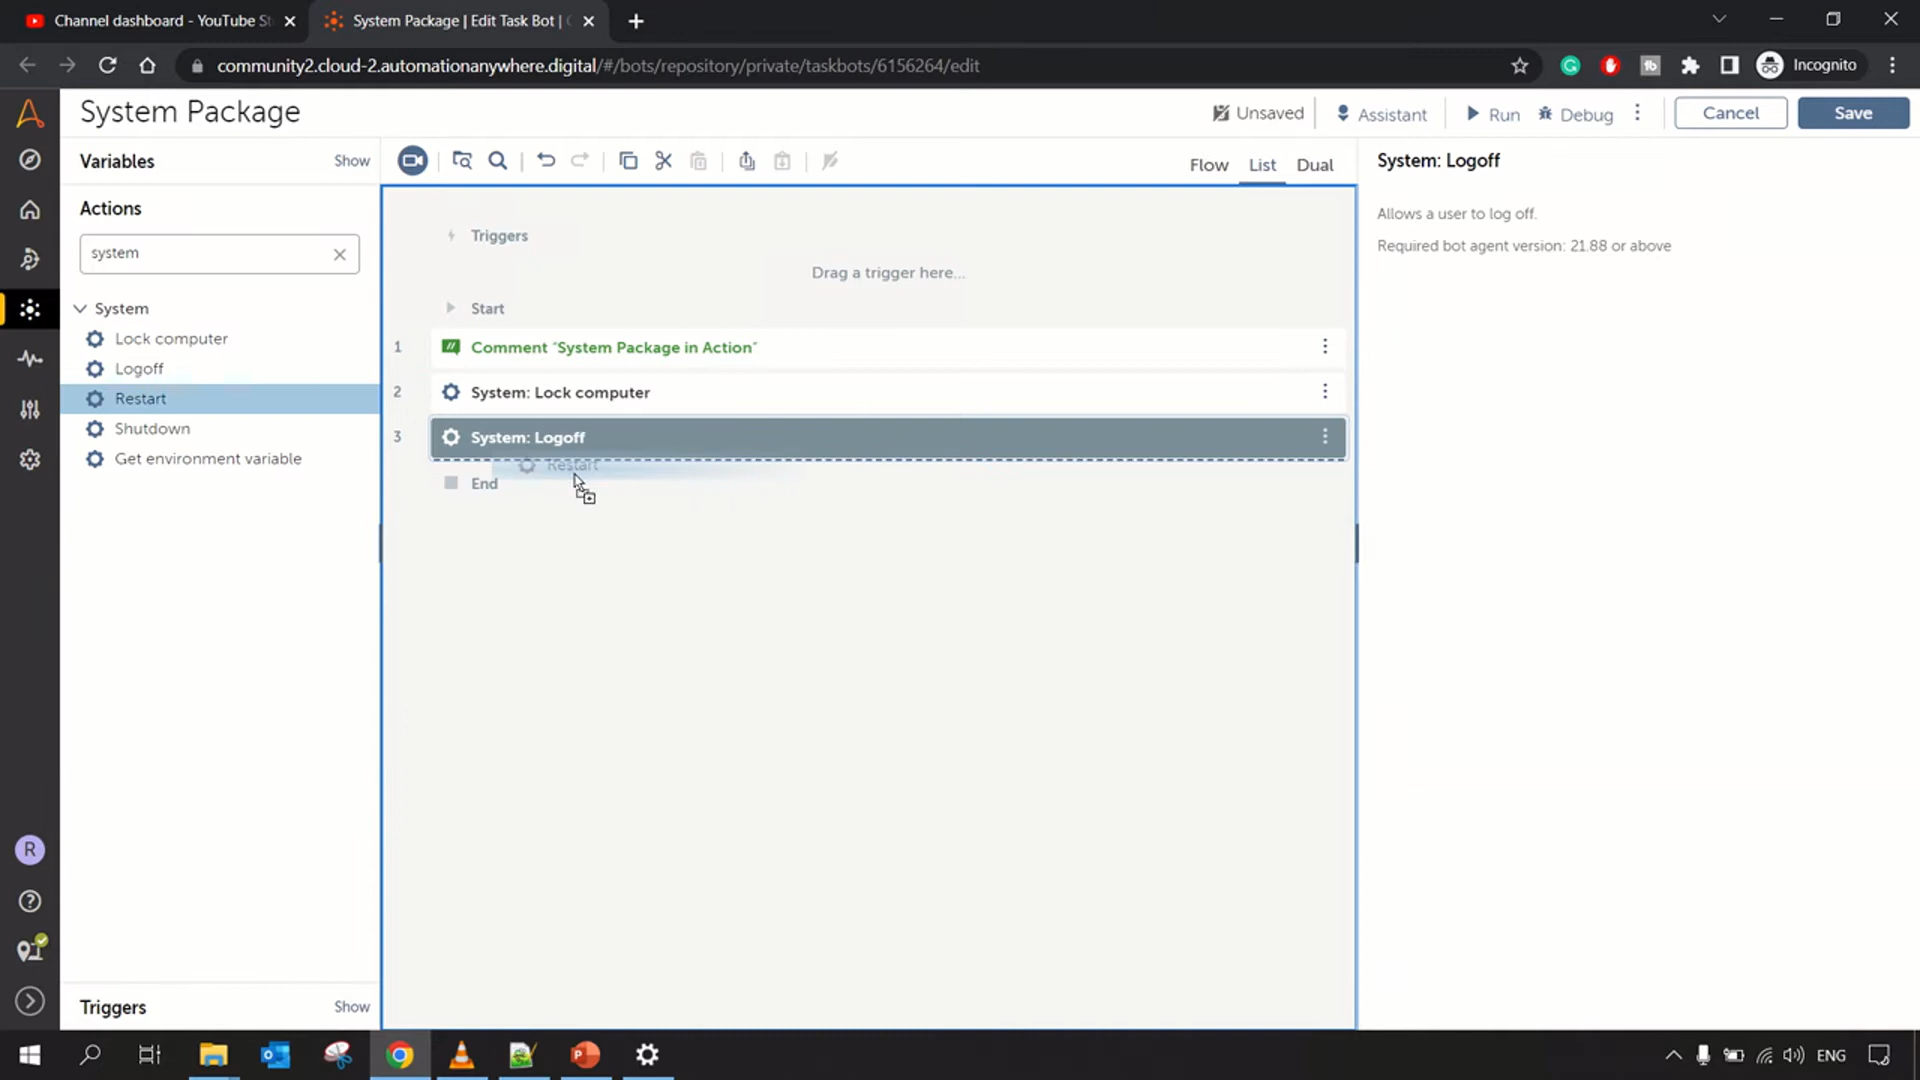 Channel dashboard - YouTube St
System Package | Edit Task Bot |
community2.cloud-2.automationanywhere.digital/#/bots/repository/private/taskbots/6156264/edit
Incognito
System Package
Unsaved
Assistant
Run
Debug
Cancel
Save
Variables
Show
Flow
List
Dual
System: Logoff
Actions
Allows a user to log off.
Required bot agent version: 21.88 or above
system
System
Lock computer
Logoff
Restart
Shutdown
Get environment variable
Triggers
Drag a trigger here...
Start
1
Comment "System Package in Action"
2
System: Lock computer
3
System: Logoff
Restart
End
R
Triggers
Show
ENG